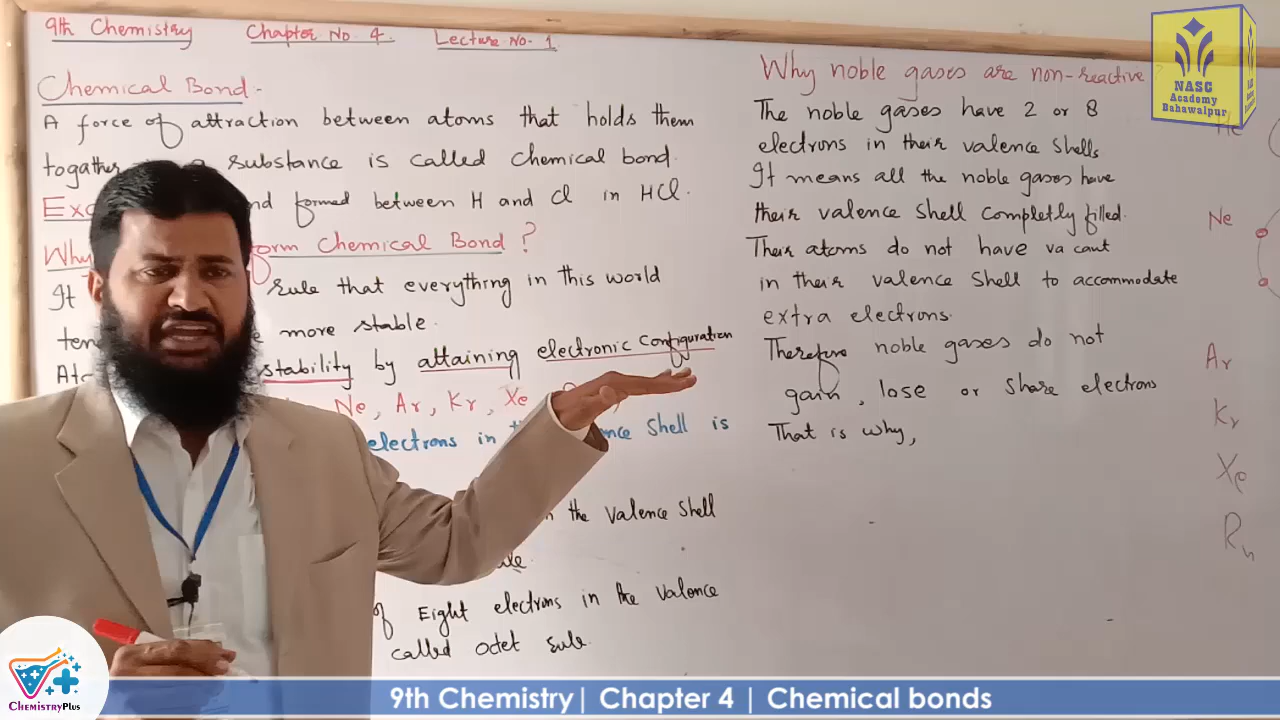 9th Chemistry Chapter No. 4. Lecture No. 1
Chemical Bond:-
A force of attraction between atoms that holds them
togather substance is called chemical bond.
formed between H and Cl in HCl.
Why form Chemical Bond?
It rule that everything in this world
more stable.
stability by attaining electronic configuration
Ne, Ar, Kr, Xe
electrons in shell is
the valence shell
of Eight electrons in the valence
called octet rule.
Why noble gases are non-reactive
The noble gases have 2 or 8
electrons in their valence shells
It means all the noble gases have
their valence shell completly filled.
Their atoms do not have vacant
in their valence shell to accommodate
extra electrons.
Therefore noble gases do not
gain, lose or share electrons
That is why,
He
Ne
Ar
Kr
Xe
Rn
NASC
Academy
Bahawalpur
ChemistryPlus
9th Chemistry| Chapter 4 | Chemical bonds